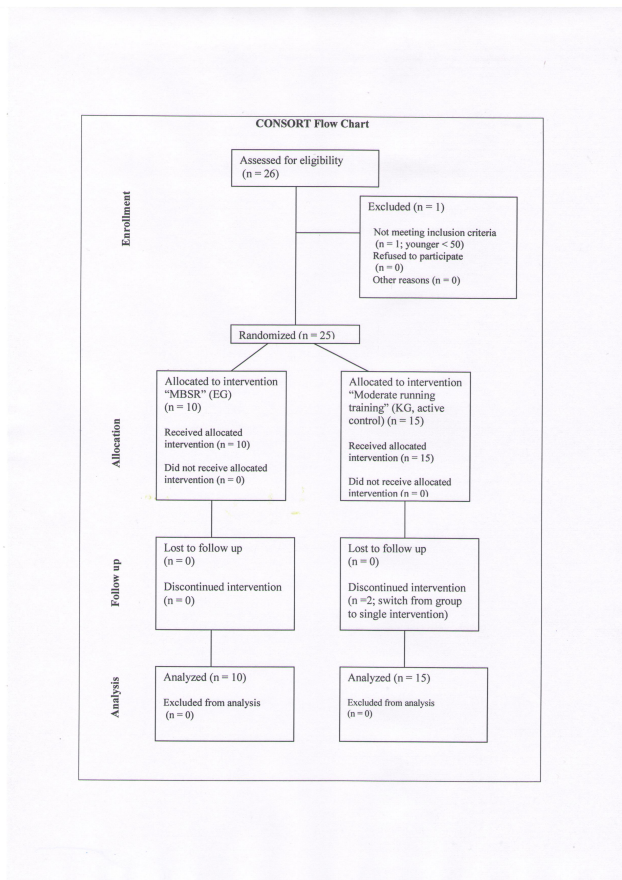 CONSORT Flow Chart
Enrollment
Assessed for eligibility
(n = 26)
Excluded (n = 1)
Not meeting inclusion criteria
(n = 1; younger < 50)
Refused to participate
(n = 0)
Other reasons (n = 0)
Randomized (n = 25)
Allocation
Allocated to intervention
“MBSR” (EG)
(n = 10)
Received allocated
intervention (n = 10)
Did not receive allocated
intervention (n = 0)
Allocated to intervention
“Moderate running
training” (KG, active
control) (n = 15)
Received allocated
intervention (n = 15)
Did not receive allocated
intervention (n = 0)
Follow up
Lost to follow up
(n = 0)
Discontinued intervention
(n = 0)
Lost to follow up
(n = 0)
Discontinued intervention
(n =2; switch from group
to single intervention)
Analysis
Analyzed (n = 10)
Excluded from analysis
(n = 0)
Analyzed (n = 15)
Excluded from analysis
(n = 0)